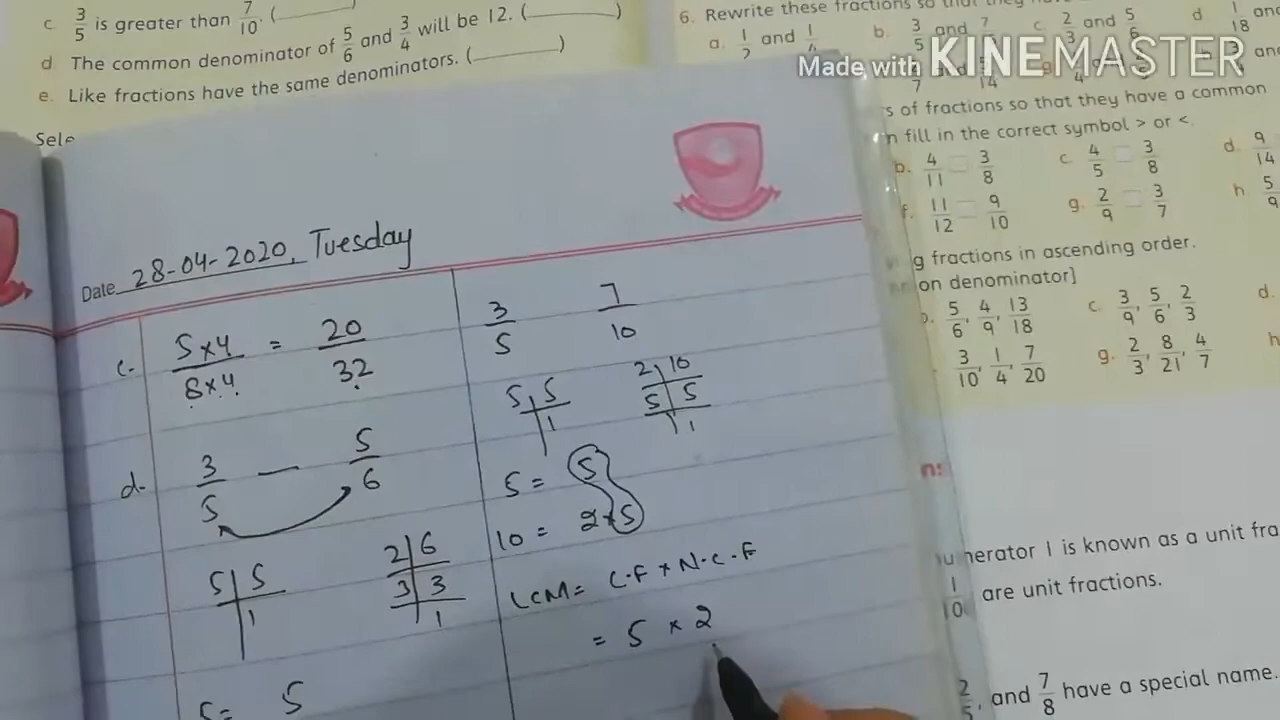 c. 3/5 is greater than 7/10. (________)
d. The common denominator of 5/6 and 3/4 will be 12. (________)
e. Like fractions have the same denominators. (________)
Sele
6. Rewrite these fractions so that they
a. 1/2 and 1/4 b. 3/5 and 7 c. 2/3 and 5/6 d. 1/18 and
Made with KINEMASTER
7 14
s of fractions so that they have a common
n fill in the correct symbol > or <.
b. 4/11 □ 3/8 c. 4/5 □ 3/8 d. 9/14
f. 11/12 □ 9/10 g. 2/9 □ 3/7 h. 5/9
g fractions in ascending order.
on denominator]
b. 5/6, 4/9, 13/18 c. 3/9, 5/6, 2/3 d.
3/10, 1/4, 7/20 g. 2/3, 8/21, 4/7 h
n:
umerator 1 is known as a unit fra
1/10 are unit fractions.
2/5, and 7/8 have a special name.
Date 28-04-2020, Tuesday
c. 5×4/8×4 = 20/32
d. 3/5 — 5/6
5 | 5 2 | 6
1 3 | 3
1
5 = 5
3/5 7/10
5 | 5 2 | 10
1 5 | 5
1 1
5 = 5
10 = 2×5
LCM = C.F × N.C.F
= 5 × 2